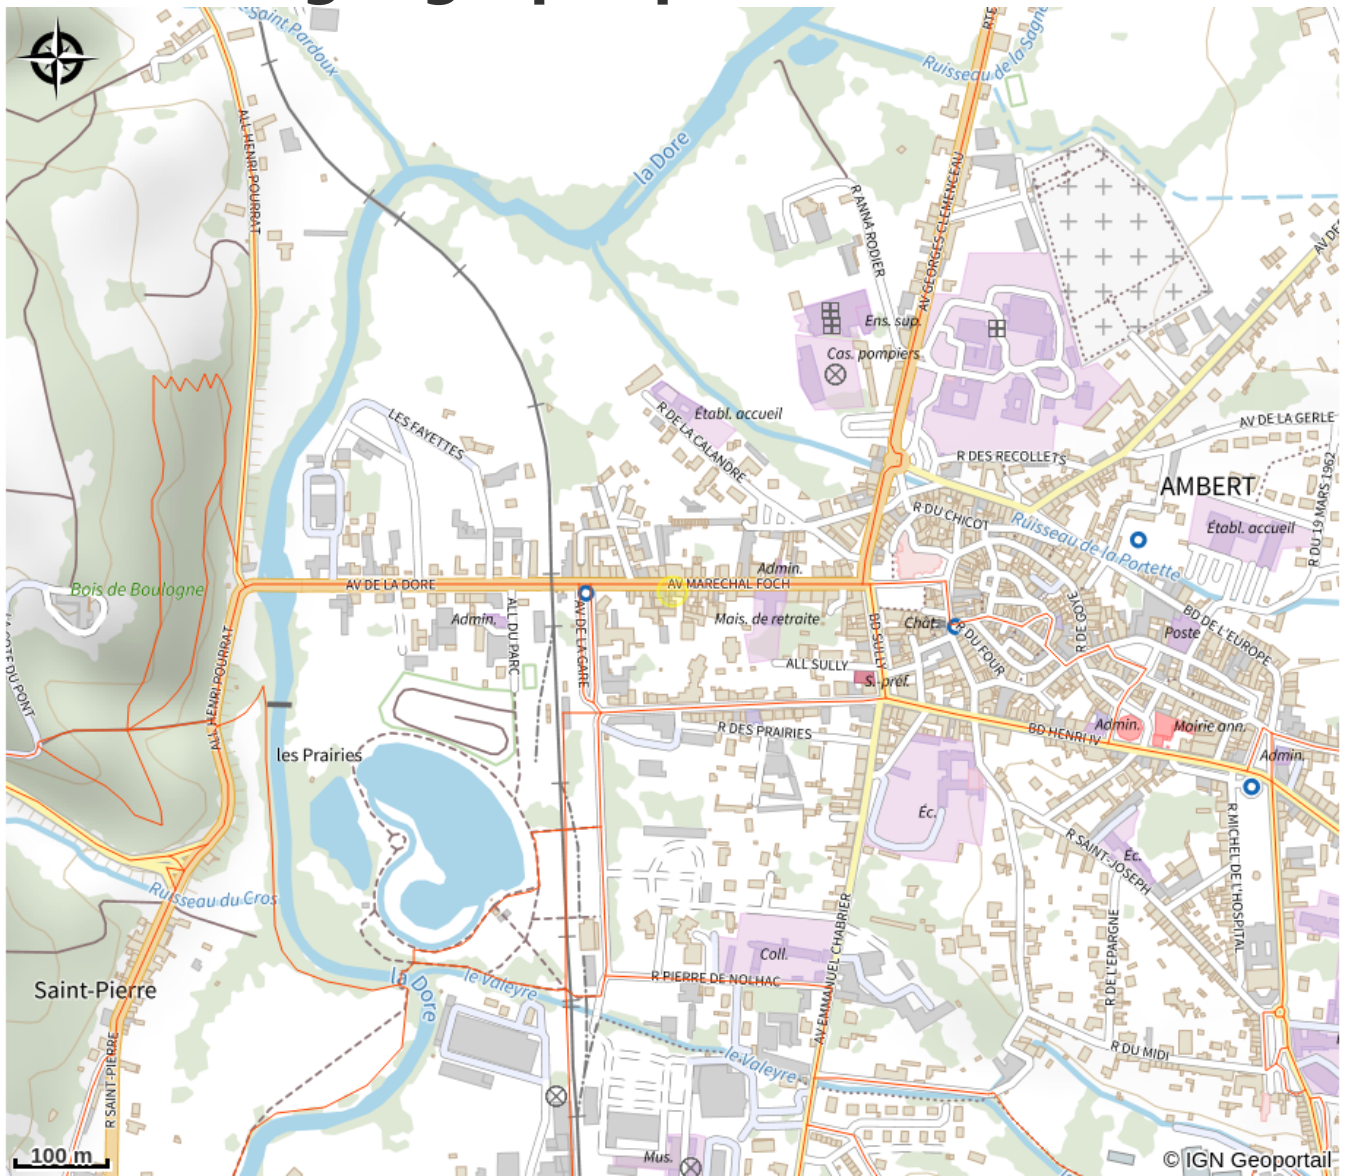 Saint Pardoux
la Dore
Ruisseau de la Sagne
RTE
ALL HENRI POURRAT
R ANNA RODIER
AV GEORGES CLEMENCEAU
AV DE
Ens. sup.
Cas. pompiers
LES FAYETTES
Établ. accueil
R DE LA CALANDRE
AV DE LA GERLE
R DES RECOLLETS
AMBERT
R DU 19 MARS 1962
R DU CHICOT
Ruisseau de la Portette
Établ. accueil
Admin.
AV DE LA DORE
AV MARECHAL FOCH
Bois de Boulogne
Admin.
ALL DU PARC
AV DE LA GARE
Mais. de retraite
BD SULLY
Chât.
R DU FOUR
R DE GOYE
Poste
BD DE L'EUROPE
LA COTE DU PONT
ALL HENRI POURRAT
ALL SULLY
S.-préf.
R DES PRAIRIES
BD HENRI IV
Admin.
Mairie ann.
Admin.
les Prairies
Éc.
R SAINT-JOSEPH
Éc.
R MICHEL DE L'HOSPITAL
Ruisseau du Cros
AV EMMANUEL CHABRIER
R DE L'EPARGNE
Coll.
Saint-Pierre
la Dore
le Valeyre
R PIERRE DE NOLHAC
R SAINT-PIERRE
le Valeyre
R DU MIDI
Mus.
100 m
© IGN Geoportail